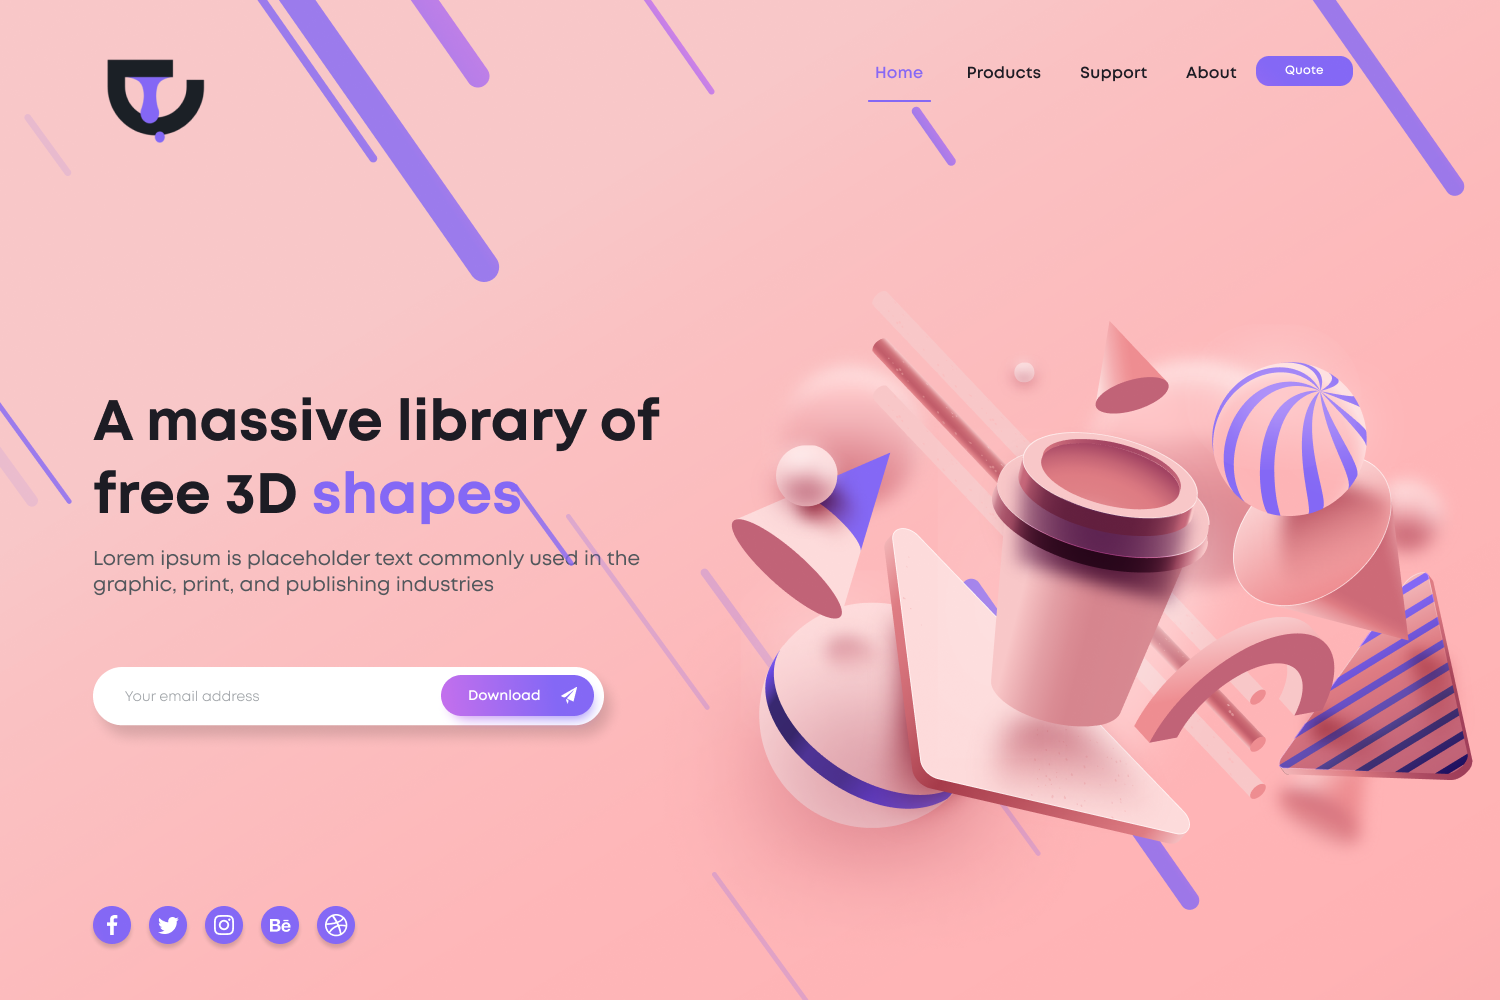 Home Products Support About Quote
A massive library of
free 3D shapes
Lorem ipsum is placeholder text commonly used in the
graphic, print, and publishing industries
Your email address Download
Bē